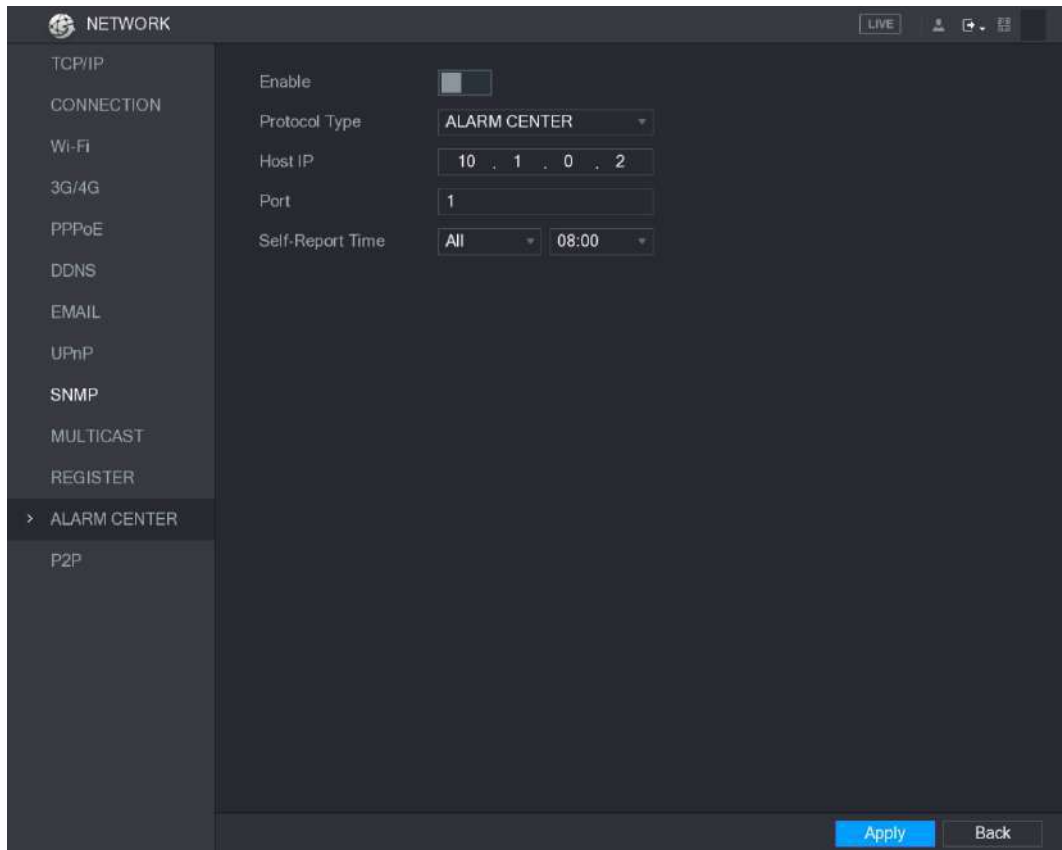 NETWORK
LIVE
TCP/IP
CONNECTION
Wi-Fi
3G/4G
PPPoE
DDNS
EMAIL
UPnP
SNMP
MULTICAST
REGISTER
> ALARM CENTER
P2P
Enable
Protocol Type ALARM CENTER
Host IP 10 . 1 . 0 . 2
Port 1
Self-Report Time All 08:00
Apply Back